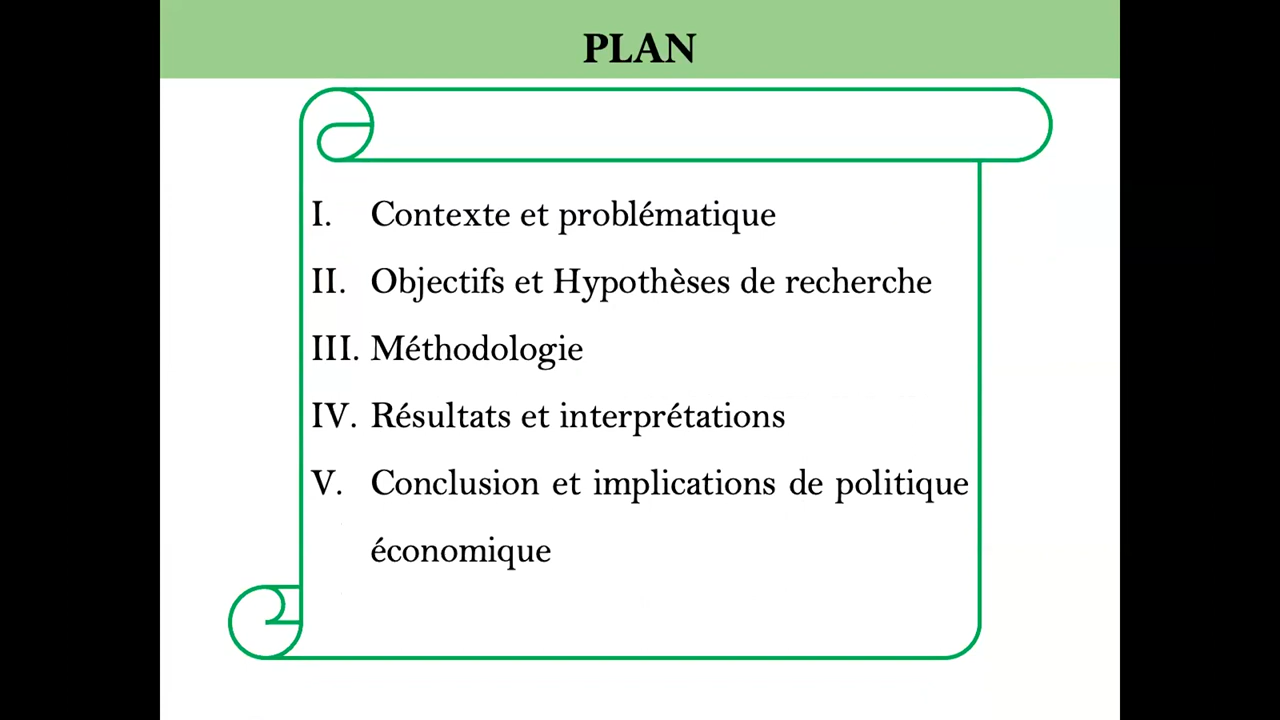 PLAN
I. Contexte et problématique
II. Objectifs et Hypothèses de recherche
III. Méthodologie
IV. Résultats et interprétations
V. Conclusion et implications de politique
économique